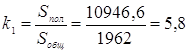 k₁ = Sпол. / Sобщ. = 10946,6 / 1962 = 5,8